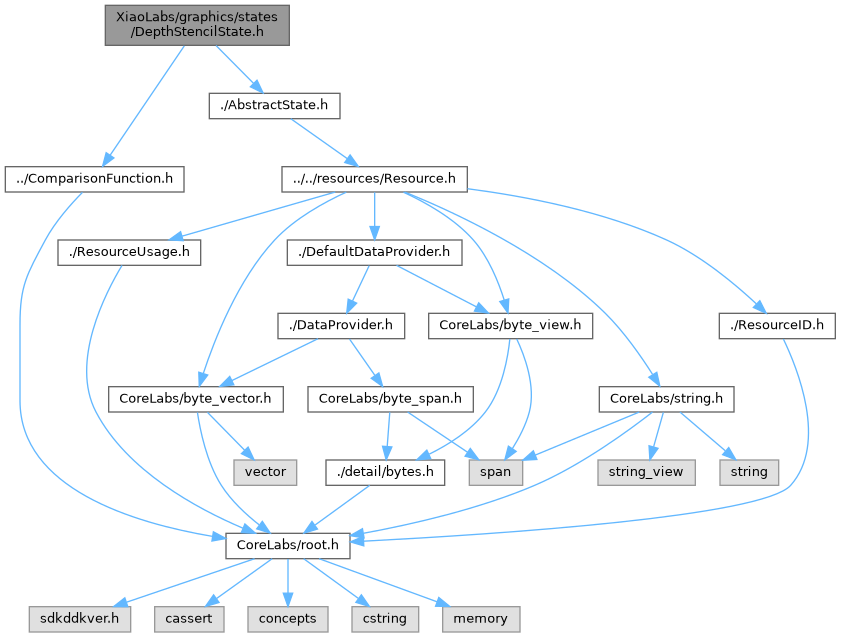 XiaoLabs/graphics/states
/DepthStencilState.h
./AbstractState.h
../ComparisonFunction.h
../../resources/Resource.h
./ResourceUsage.h
./DefaultDataProvider.h
./DataProvider.h
CoreLabs/byte_view.h
./ResourceID.h
CoreLabs/byte_vector.h
CoreLabs/byte_span.h
CoreLabs/string.h
vector
./detail/bytes.h
span
string_view
string
CoreLabs/root.h
sdkddkver.h
cassert
concepts
cstring
memory